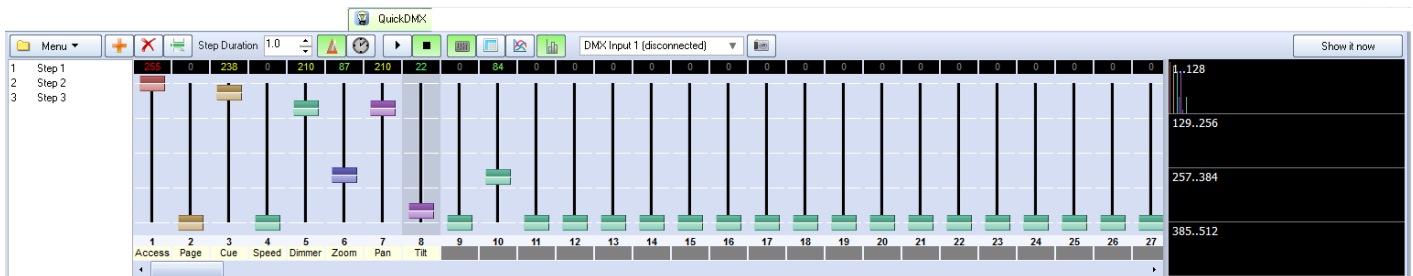 QuickDMX
Menu Step Duration 1.0 DMX Input 1 (disconnected) Show it now
1 Step 1
2 Step 2
3 Step 3
255 0 238 0 210 87 210 22 0 84 0 0 0 0 0 0 0 0 0 0 0 0 0 0 0 0 0
1 2 3 4 5 6 7 8 9 10 11 12 13 14 15 16 17 18 19 20 21 22 23 24 25 26 27
Access Page Cue Speed Dimmer Zoom Pan Tilt
1..128
129..256
257..384
385..512